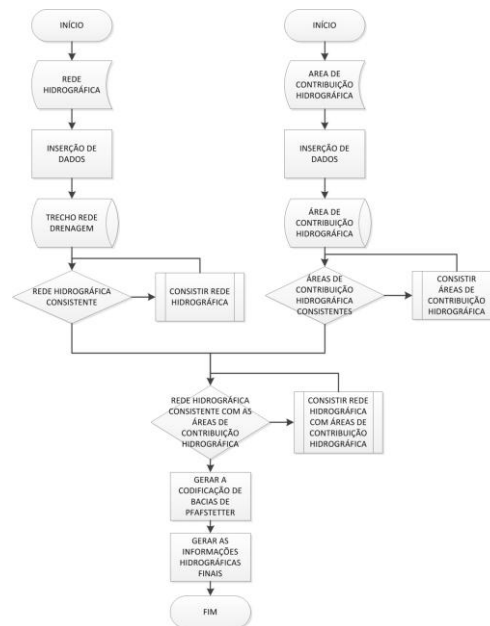 INÍCIO
REDE
HIDROGRÁFICA
INSERÇÃO DE
DADOS
TRECHO REDE
DRENAGEM
REDE HIDROGRÁFICA
CONSISTENTE
CONSISTIR REDE
HIDROGRÁFICA
INÍCIO
AREA DE
CONTRIBUIÇÃO
HIDROGRÁFICA
INSERÇÃO DE
DADOS
ÁREA DE
CONTRIBUIÇÃO
HIDROGRÁFICA
ÁREAS DE
CONTRIBUIÇÃO
HIDROGRÁFICA
CONSISTENTES
CONSISTIR
ÁREAS DE
CONTRIBUIÇÃO
HIDROGRÁFICA
REDE HIDROGRÁFICA
CONSISTENTE COM AS
ÁREAS DE
CONTRIBUIÇÃO
HIDROGRÁFICA
CONSISTIR REDE
HIDROGRÁFICA
COM ÁREAS DE
CONTRIBUIÇÃO
HIDROGRÁFICA
GERAR A
CODIFICAÇÃO DE
BACIAS DE
PFAFSTETTER
GERAR AS
INFORMAÇÕES
HIDROGRÁFICAS
FINAIS
FIM